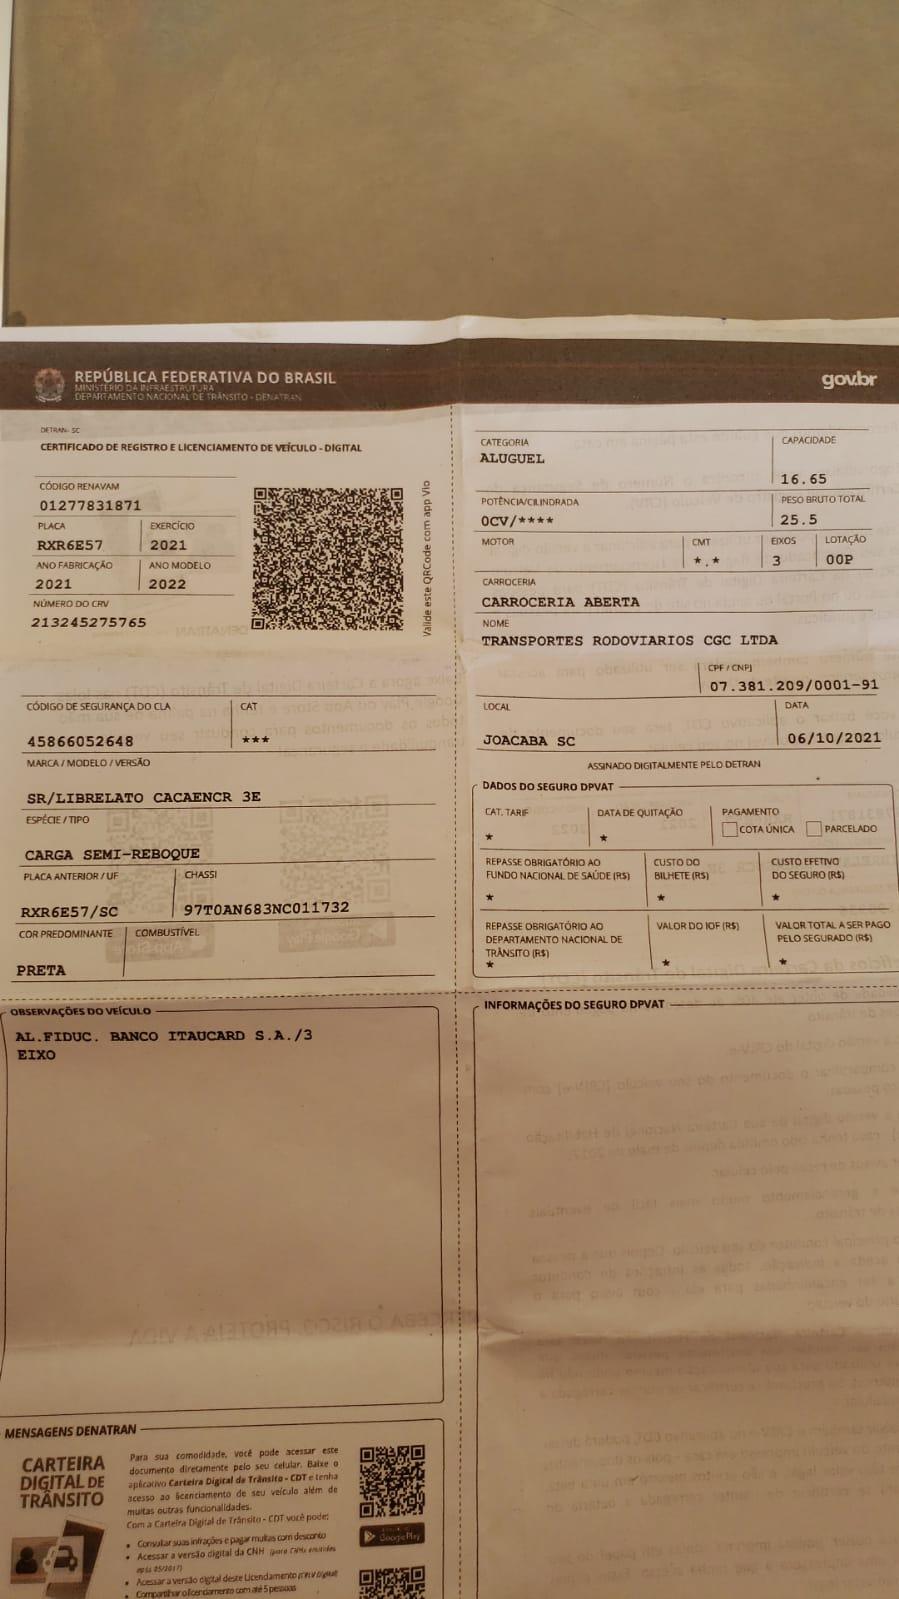 REPÚBLICA FEDERATIVA DO BRASIL
MINISTÉRIO DA INFRAESTRUTURA
DEPARTAMENTO NACIONAL DE TRÂNSITO - DENATRAN
gov.br
DETRAN- SC
CERTIFICADO DE REGISTRO E LICENCIAMENTO DE VEÍCULO - DIGITAL
CÓDIGO RENAVAM
01277831871
PLACA EXERCÍCIO
RXR6E57 2021
ANO FABRICAÇÃO ANO MODELO
2021 2022
NÚMERO DO CRV
213245275765
Valide este QRCode com app Vio
CÓDIGO DE SEGURANÇA DO CLA CAT
45866052648 ***
MARCA / MODELO / VERSÃO
SR/LIBRELATO CACAENCR 3E
ESPÉCIE / TIPO
CARGA SEMI-REBOQUE
PLACA ANTERIOR / UF CHASSI
RXR6E57/SC 97T0AN683NC011732
COR PREDOMINANTE COMBUSTÍVEL
PRETA
CATEGORIA CAPACIDADE
ALUGUEL
16.65
POTÊNCIA/CILINDRADA PESO BRUTO TOTAL
0CV/**** 25.5
MOTOR CMT EIXOS LOTAÇÃO
*.* 3 00P
CARROCERIA
CARROCERIA ABERTA
NOME
TRANSPORTES RODOVIARIOS CGC LTDA
CPF / CNPJ
07.381.209/0001-91
LOCAL DATA
JOACABA SC 06/10/2021
ASSINADO DIGITALMENTE PELO DETRAN
DADOS DO SEGURO DPVAT
CAT. TARIF DATA DE QUITAÇÃO PAGAMENTO
* * COTA ÚNICA PARCELADO
REPASSE OBRIGATÓRIO AO CUSTO DO CUSTO EFETIVO
FUNDO NACIONAL DE SAÚDE (R$) BILHETE (R$) DO SEGURO (R$)
* * *
REPASSE OBRIGATÓRIO AO VALOR DO IOF (R$) VALOR TOTAL A SER PAGO
DEPARTAMENTO NACIONAL DE PELO SEGURADO (R$)
TRÂNSITO (R$)
* * *
OBSERVAÇÕES DO VEÍCULO
AL.FIDUC. BANCO ITAUCARD S.A./3
EIXO
INFORMAÇÕES DO SEGURO DPVAT
MENSAGENS DENATRAN
CARTEIRA
DIGITAL DE
TRÂNSITO
Para sua comodidade, você pode acessar este
documento diretamente pelo seu celular. Baixe o
aplicativo Carteira Digital de Trânsito - CDT e tenha
acesso ao licenciamento de seu veículo além de
muitas outras funcionalidades.
Com a Carteira Digital de Trânsito - CDT você pode:
• Consultar suas infrações e pagar multas com desconto
• Acessar a versão digital da CNH (para CNHs emitidas
após 05/2017)
• Acessar a versão digital deste Licenciamento
• Compartilhar o licenciamento com até 5 pessoas
Google Play